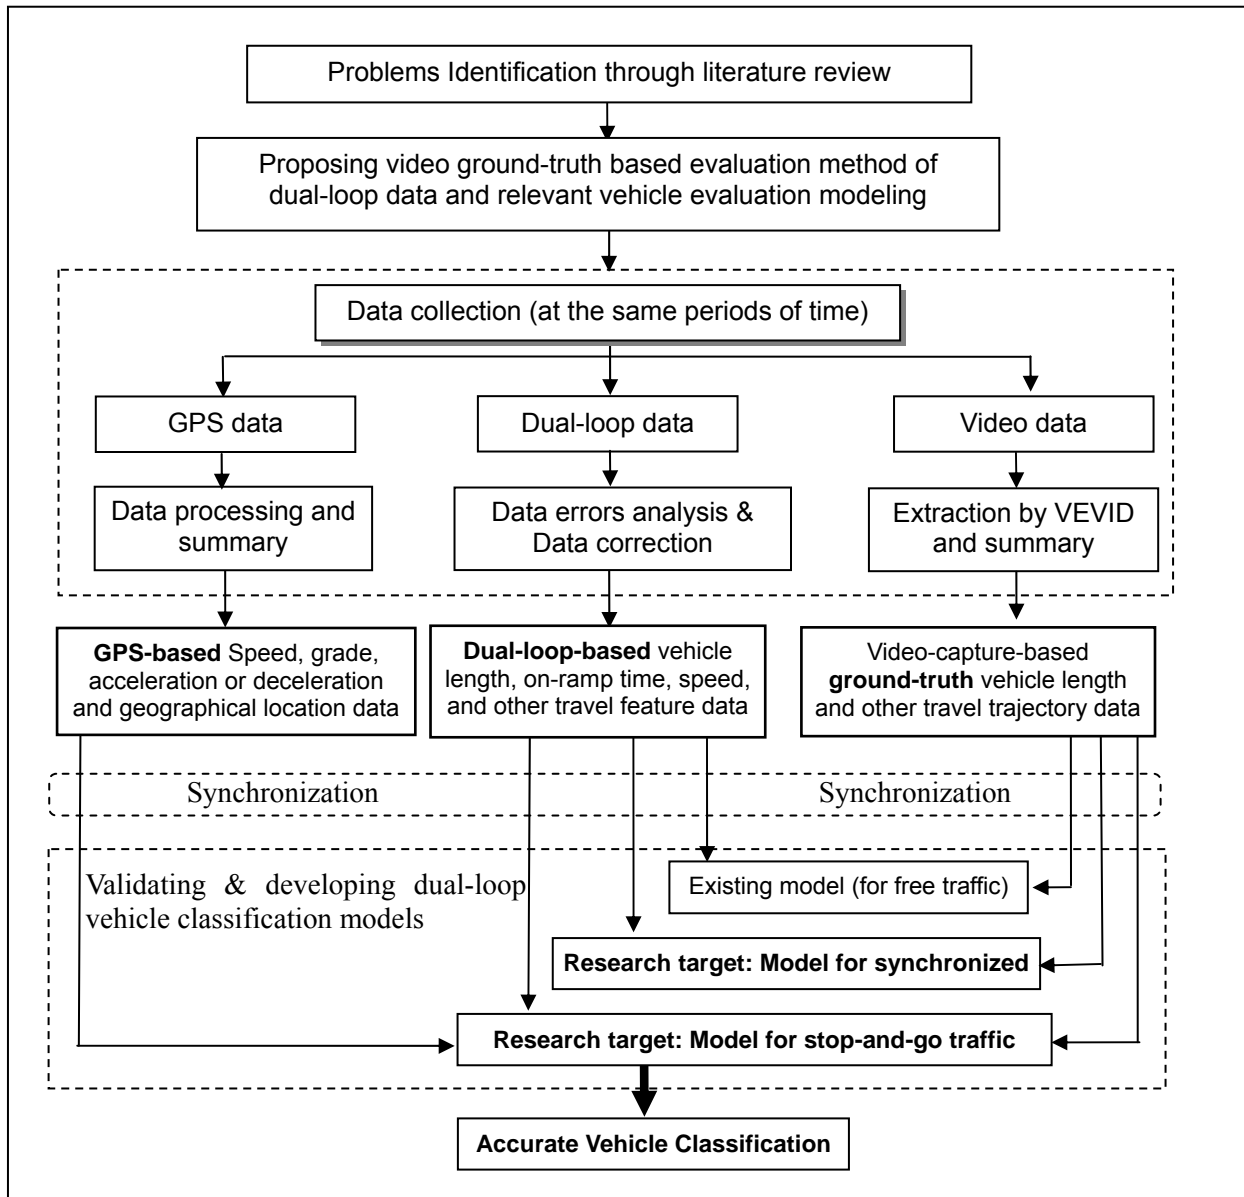 Problems Identification through literature review
Proposing video ground-truth based evaluation method of
dual-loop data and relevant vehicle evaluation modeling
Data collection (at the same periods of time)
GPS data
Dual-loop data
Video data
Data processing and
summary
Data errors analysis &
Data correction
Extraction by VEVID
and summary
GPS-based Speed, grade,
acceleration or deceleration
and geographical location data
Dual-loop-based vehicle
length, on-ramp time, speed,
and other travel feature data
Video-capture-based
ground-truth vehicle length
and other travel trajectory data
Synchronization
Synchronization
Validating & developing dual-loop
vehicle classification models
Existing model (for free traffic)
Research target: Model for synchronized
Research target: Model for stop-and-go traffic
Accurate Vehicle Classification